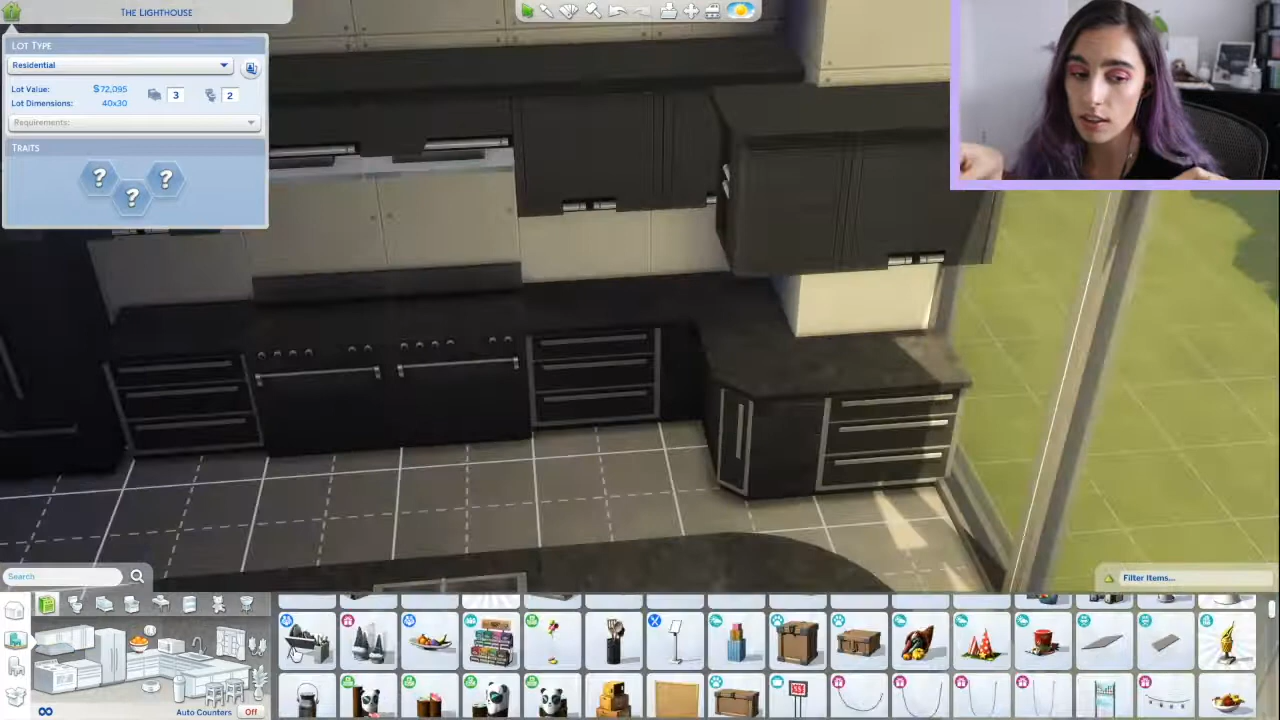 THE LIGHTHOUSE
LOT TYPE
Residential
Lot Value: $72,095 3 2
Lot Dimensions: 40x30
Requirements:
TRAITS
? ? ?
Search
Filter Items...
Auto Counters Off